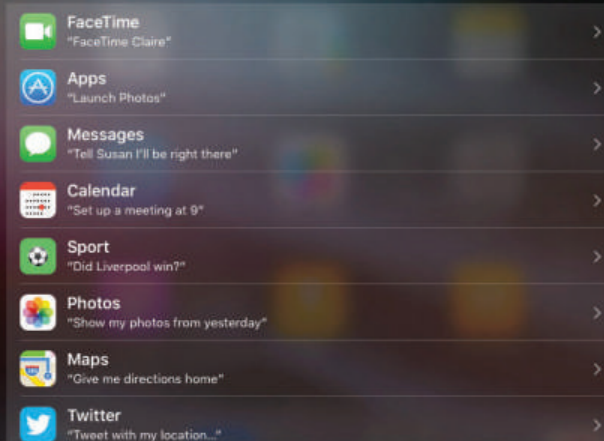 FaceTime
"FaceTime Claire"
Apps
"Launch Photos"
Messages
"Tell Susan I'll be right there"
Calendar
"Set up a meeting at 9"
Sport
"Did Liverpool win?"
Photos
"Show my photos from yesterday"
Maps
"Give me directions home"
Twitter
"Tweet with my location..."